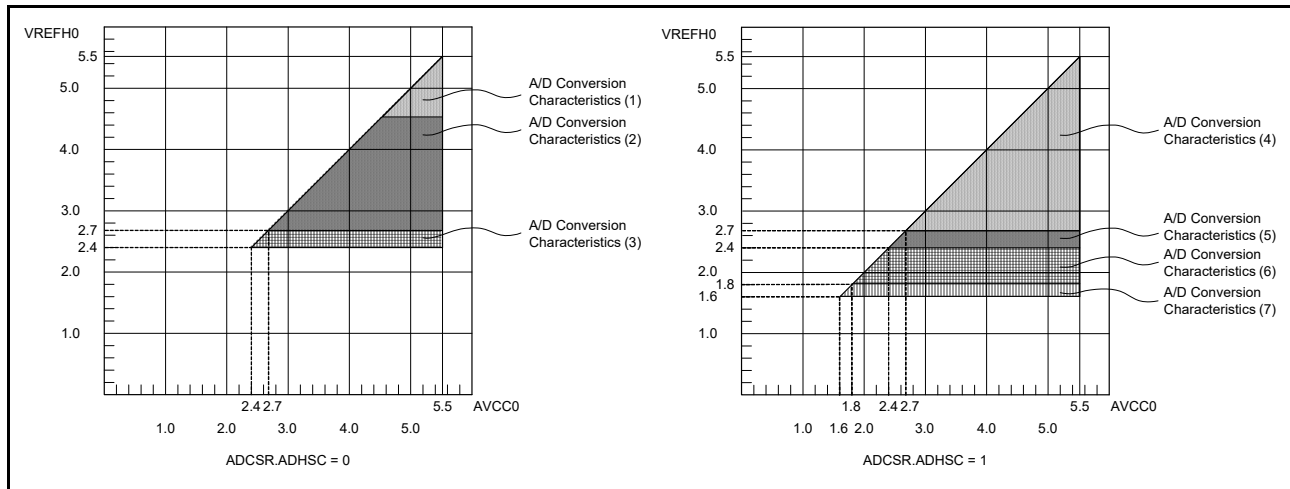 VREFH0
5.5
5.0
4.0
3.0
2.7
2.4
2.0
1.0
A/D Conversion
Characteristics (1)
A/D Conversion
Characteristics (2)
A/D Conversion
Characteristics (3)
2.4 2.7 5.5 AVCC0
1.0 2.0 3.0 4.0 5.0
ADCSR.ADHSC = 0
VREFH0
5.5
5.0
4.0
3.0
2.7
2.4
2.0
1.8
1.6
1.0
A/D Conversion
Characteristics (4)
A/D Conversion
Characteristics (5)
A/D Conversion
Characteristics (6)
A/D Conversion
Characteristics (7)
1.8 2.4 2.7 5.5 AVCC0
1.0 1.6 2.0 3.0 4.0 5.0
ADCSR.ADHSC = 1